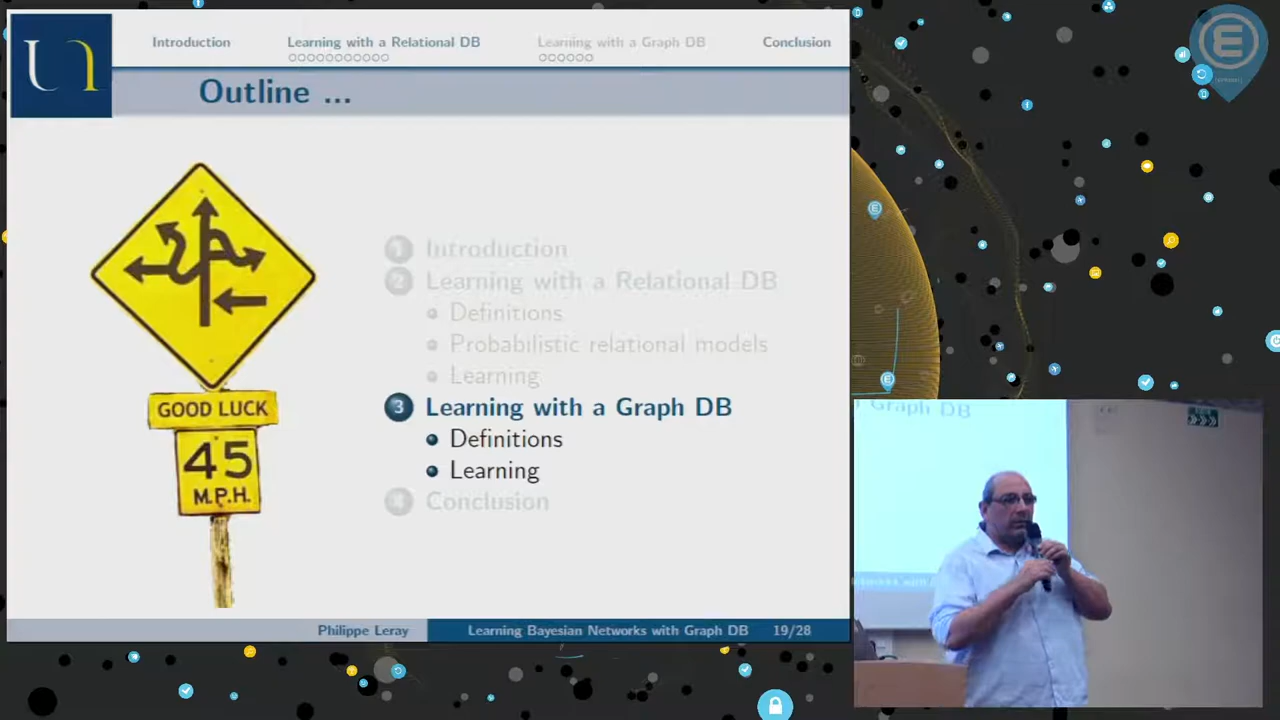 Introduction
Learning with a Relational DB
Learning with a Graph DB
Conclusion
Outline ...
GOOD LUCK
45
M.P.H.
1 Introduction
2 Learning with a Relational DB
Definitions
Probabilistic relational models
Learning
3 Learning with a Graph DB
Definitions
Learning
4 Conclusion
Philippe Leray
Learning Bayesian Networks with Graph DB 19/28
Graph DB